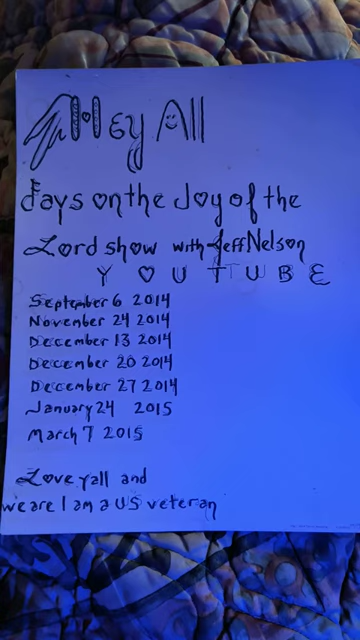 Hey All
days on the Joy of the
Lord show with Jeff Nelson
Y O U T U B E
September 6 2014
November 24 2014
December 13 2014
December 20 2014
December 27 2014
January 24 2015
March 7 2015
Love yall and
we are I am a US veteran